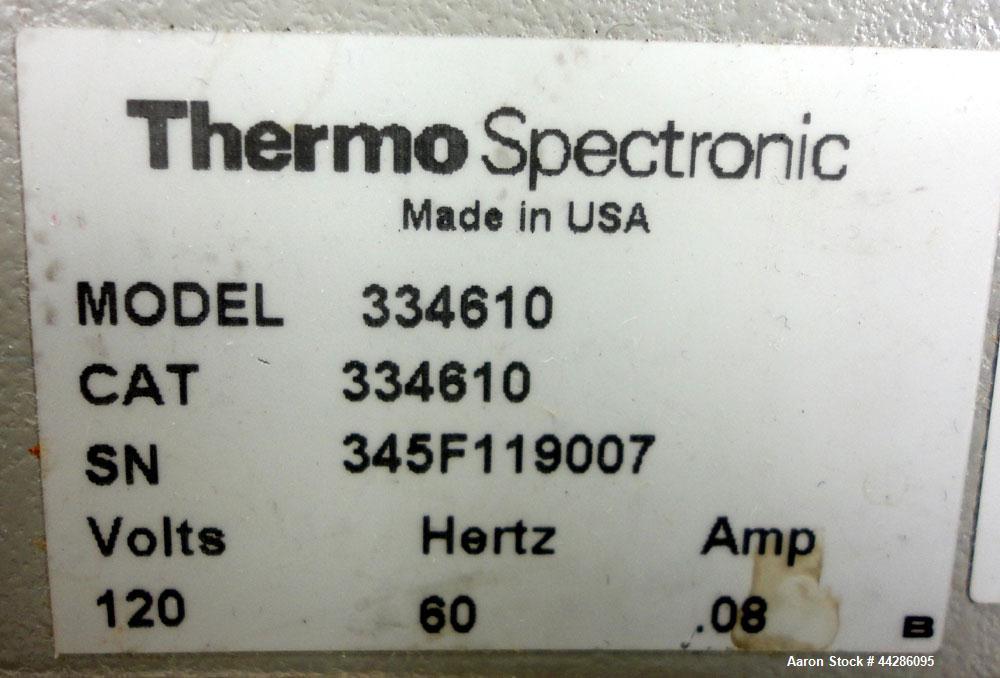 Thermo Spectronic
Made in USA
MODEL 334610
CAT 334610
SN 345F119007
Volts Hertz Amp
120 60 .08
B
Aaron Stock # 44286095